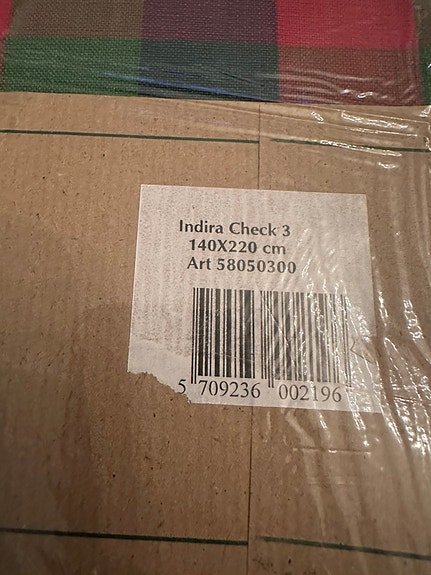 Indira Check 3
140X220 cm
Art 58050300
5 709236 002196